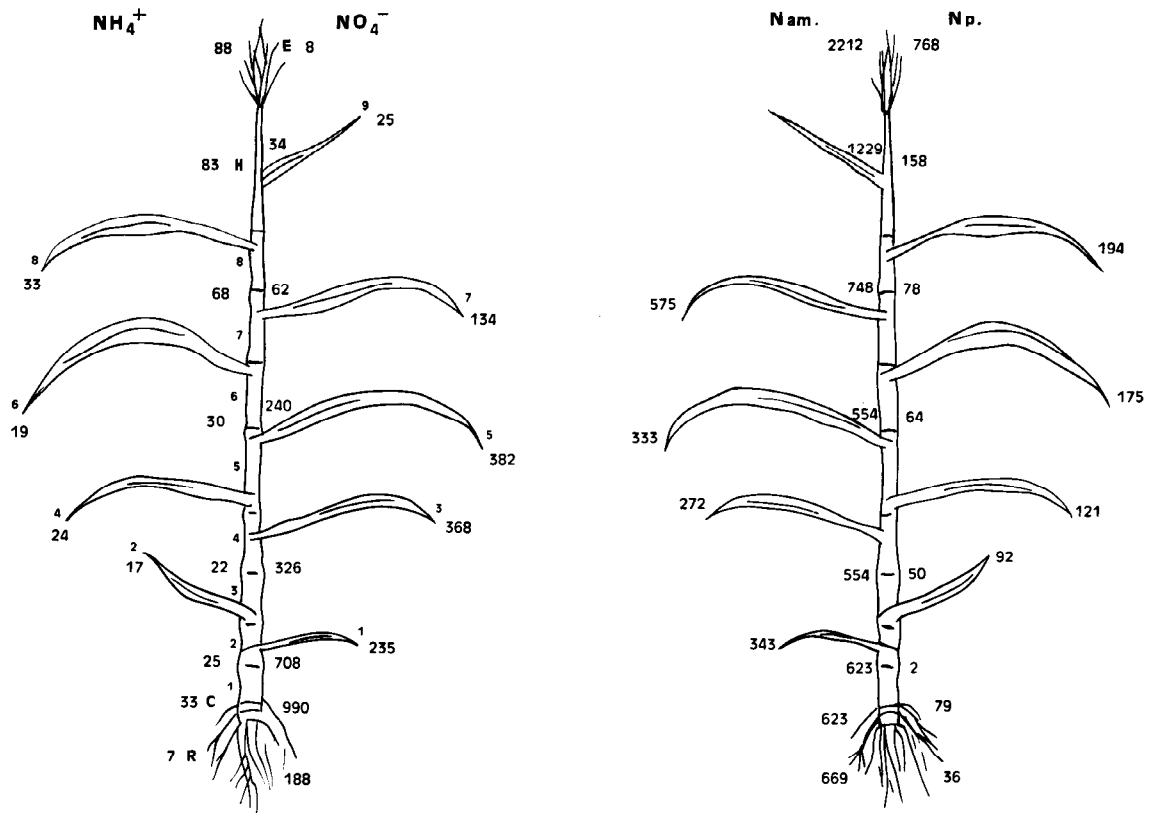 NH₄⁺ NO₄⁻ Nam. Np.
88 E 8 2212 768
9
25
34 1229
83 H 158
8 8 194
33
68 62 748 78
7 575
134
7
6 6 240 554 175
19 30 64
5 333
382
5
272
4 3 121
24 368
4
2
17 22 326 554 50 92
3
2 1 343
235
25 708 623 2
1
33 C 990 623 79
7 R 188 669 36